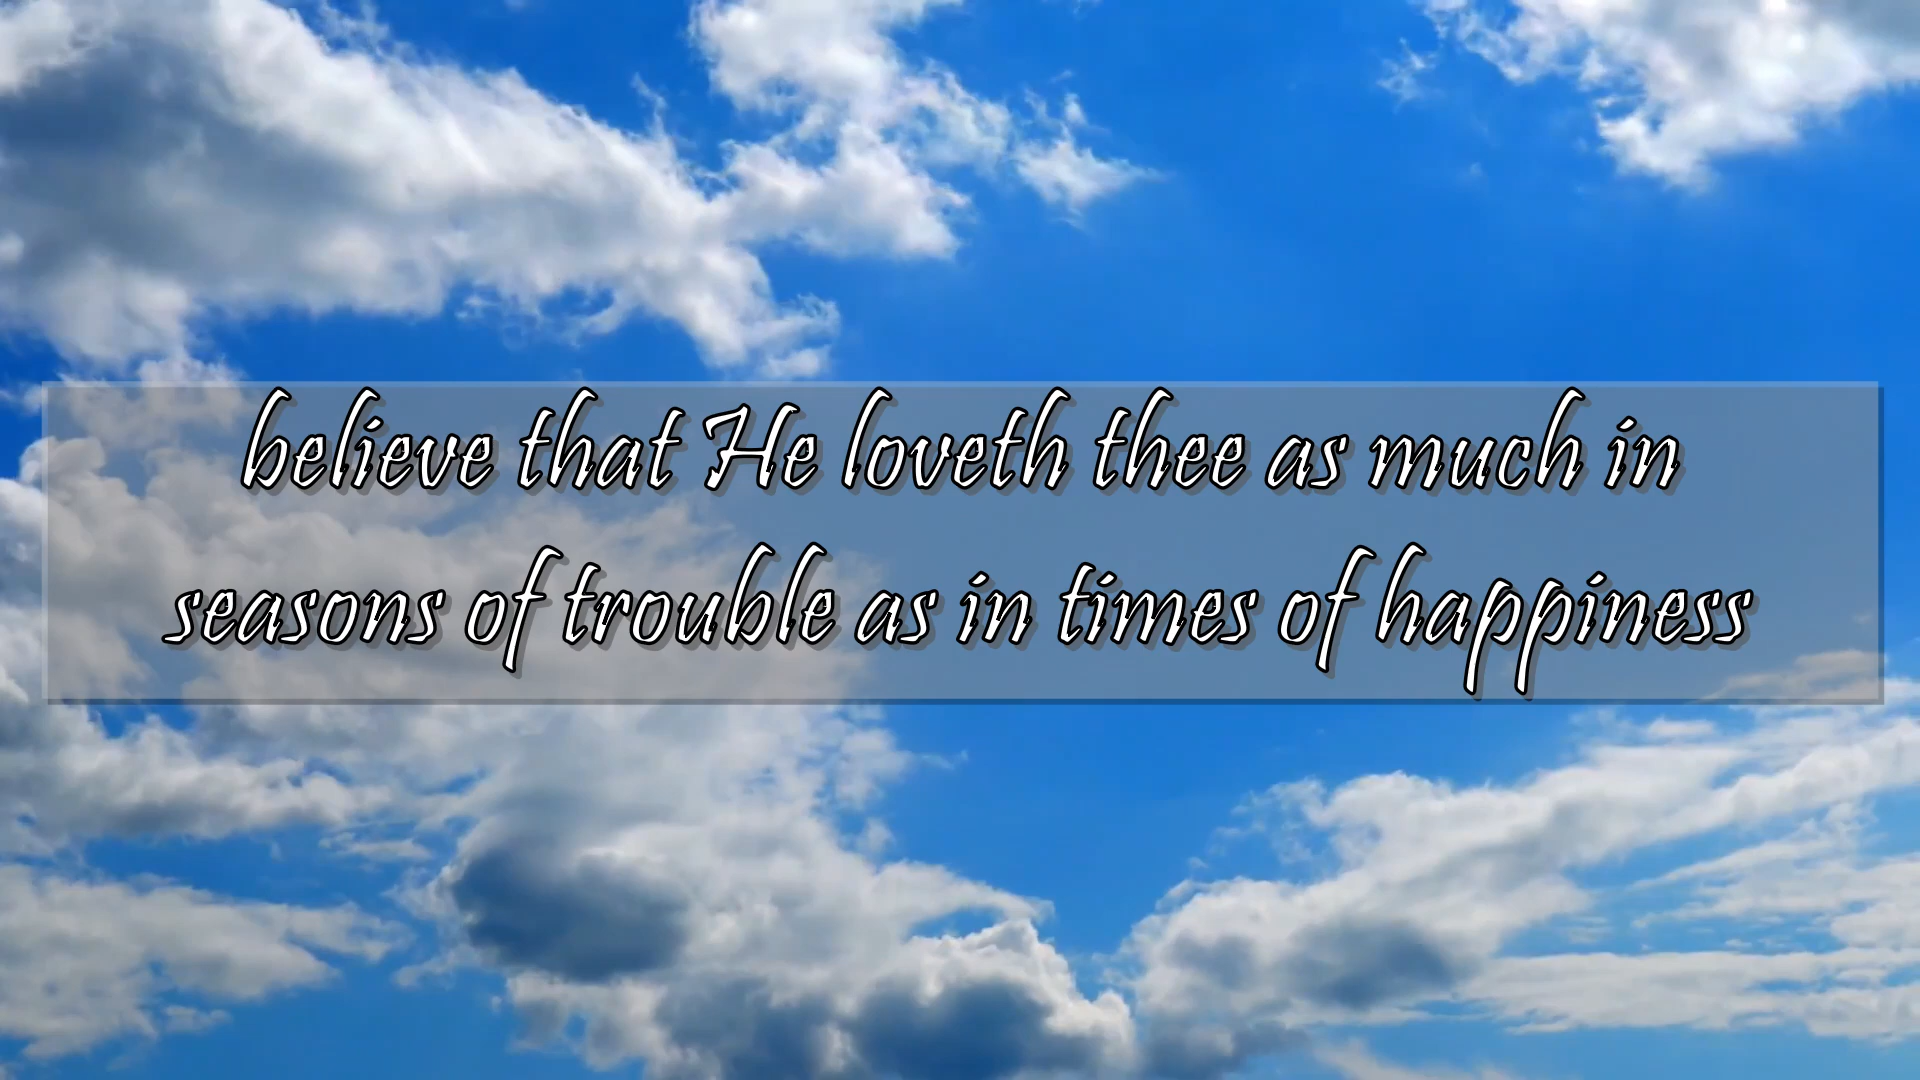 believe that He loveth thee as much in
seasons of trouble as in times of happiness